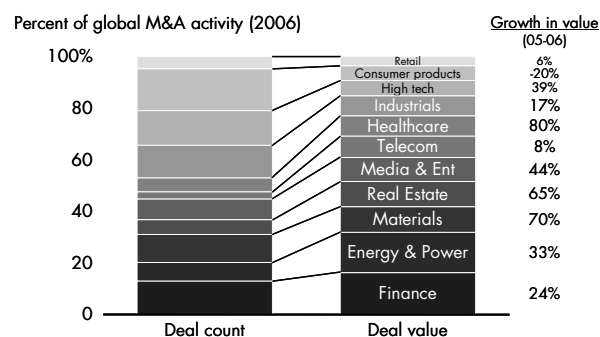 Percent of global M&A activity (2006)
Growth in value
(05-06)
100%
80
60
40
20
0
Retail
Consumer products
High tech
Industrials
Healthcare
Telecom
Media & Ent
Real Estate
Materials
Energy & Power
Finance
6%
-20%
39%
17%
80%
8%
44%
65%
70%
33%
24%
Deal count
Deal value